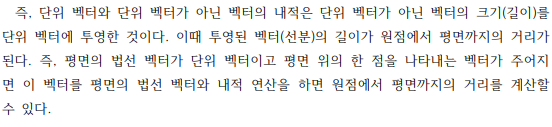 즉, 단위 벡터와 단위 벡터가 아닌 벡터의 내적은 단위 벡터가 아닌 벡터의 크기(길이)를
단위 벡터에 투영한 것이다. 이때 투영된 벡터(선분)의 길이가 원점에서 평면까지의 거리가
된다. 즉, 평면의 법선 벡터가 단위 벡터이고 평면 위의 한 점을 나타내는 벡터가 주어지
면 이 벡터를 평면의 법선 벡터와 내적 연산을 하면 원점에서 평면까지의 거리를 계산할
수 있다.